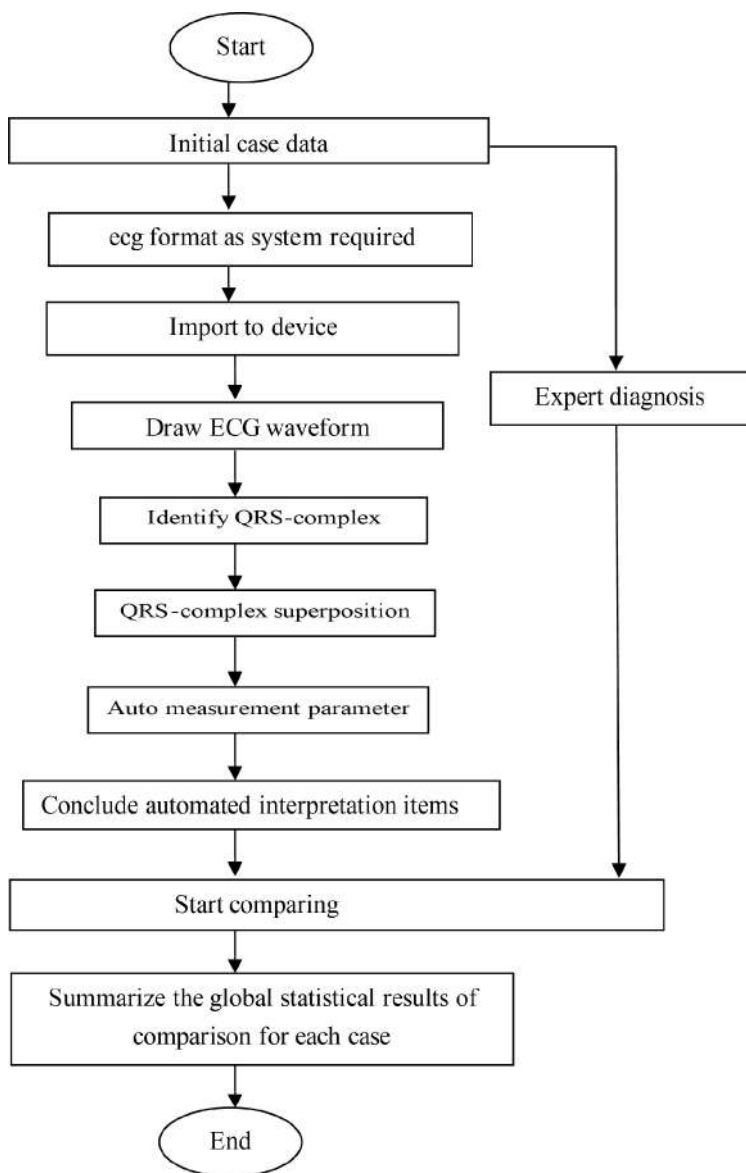 Start
Initial case data
ecg format as system required
Import to device
Expert diagnosis
Draw ECG waveform
Identify QRS-complex
QRS-complex superposition
Auto measurement parameter
Conclude automated interpretation items
Start comparing
Summarize the global statistical results of
comparison for each case
End